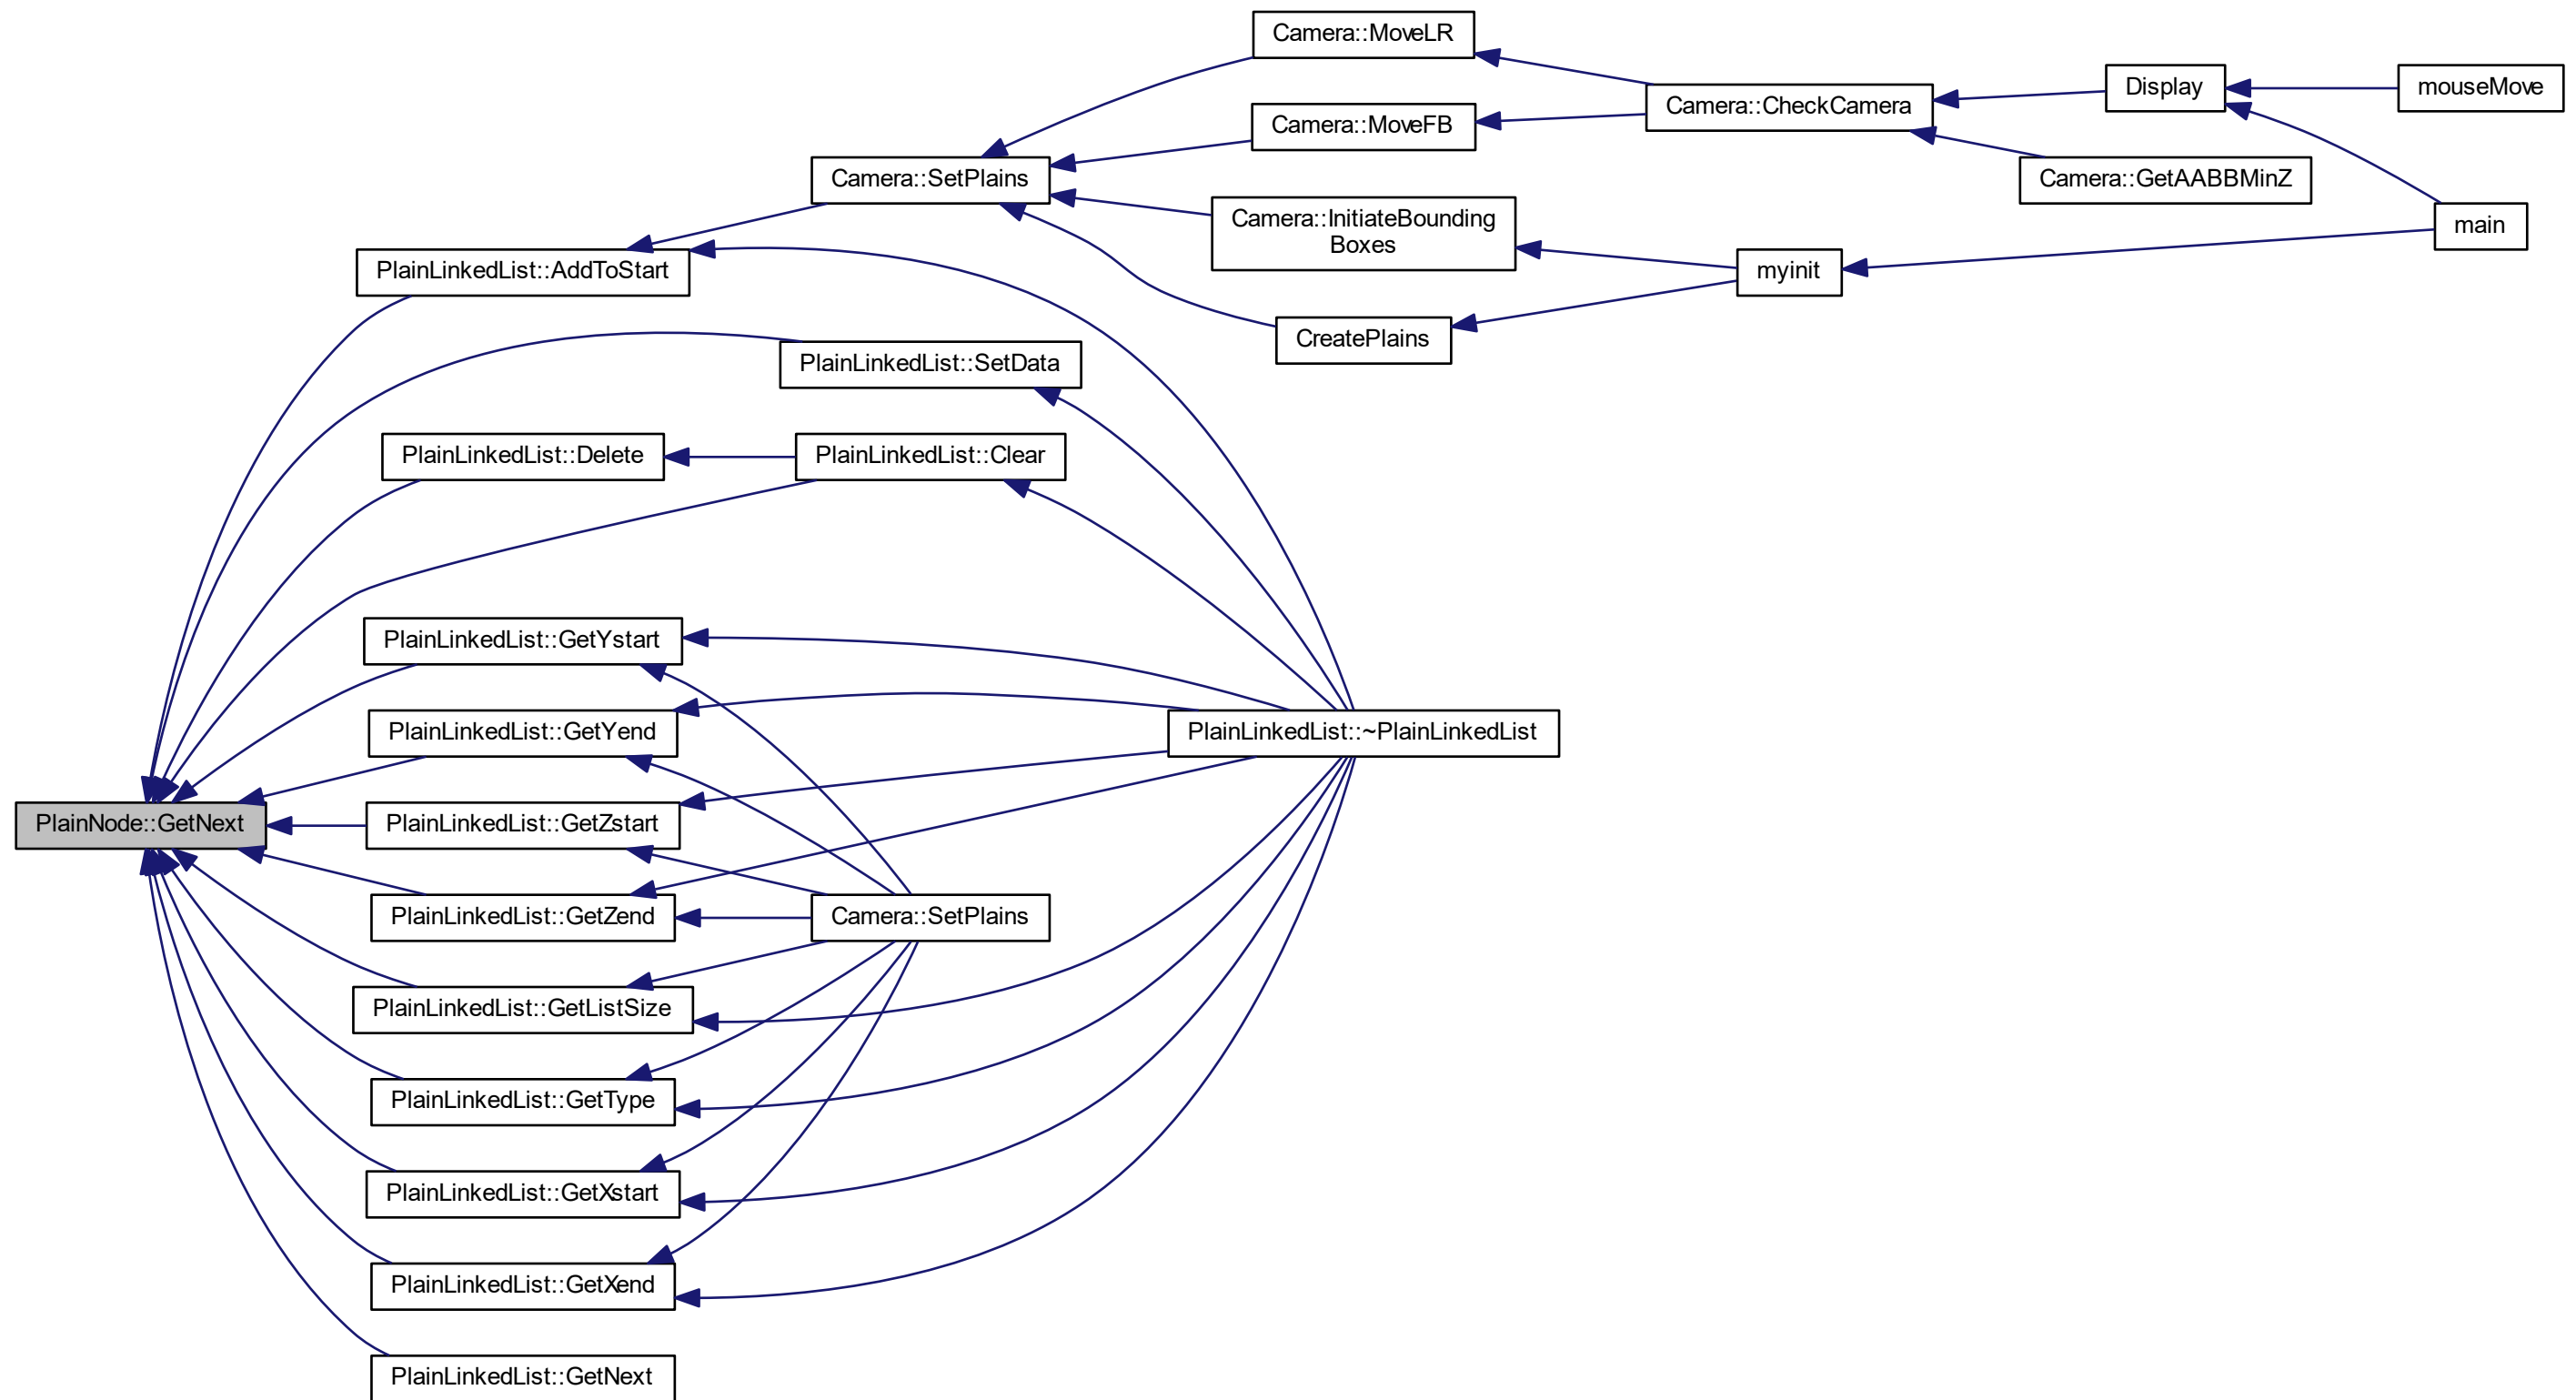 Camera::MoveLR
Display
mouseMove
Camera::CheckCamera
Camera::MoveFB
Camera::SetPlains
Camera::GetAABBMinZ
Camera::InitiateBounding
Boxes
main
PlainLinkedList::AddToStart
myinit
CreatePlains
PlainLinkedList::SetData
PlainLinkedList::Delete
PlainLinkedList::Clear
PlainLinkedList::GetYstart
PlainLinkedList::GetYend
PlainLinkedList::~PlainLinkedList
PlainNode::GetNext
PlainLinkedList::GetZstart
PlainLinkedList::GetZend
Camera::SetPlains
PlainLinkedList::GetListSize
PlainLinkedList::GetType
PlainLinkedList::GetXstart
PlainLinkedList::GetXend
PlainLinkedList::GetNext